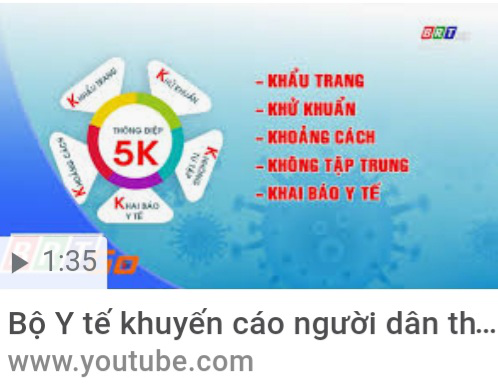 BRT
KHẨU TRANG
KHỬ KHUẨN
THÔNG ĐIỆP
5K
KHOẢNG CÁCH
KHÔNG
TỤ TẬP
KHAI BÁO
Y TẾ
- KHẨU TRANG
- KHỬ KHUẨN
- KHOẢNG CÁCH
- KHÔNG TẬP TRUNG
- KHAI BÁO Y TẾ
BRT
1:35
Bộ Y tế khuyến cáo người dân th...
www.youtube.com